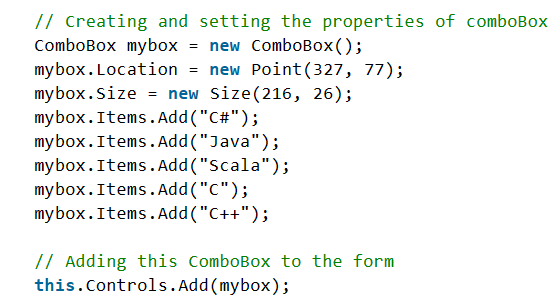 // Creating and setting the properties of comboBox
ComboBox mybox = new ComboBox();
mybox.Location = new Point(327, 77);
mybox.Size = new Size(216, 26);
mybox.Items.Add("C#");
mybox.Items.Add("Java");
mybox.Items.Add("Scala");
mybox.Items.Add("C");
mybox.Items.Add("C++");
// Adding this ComboBox to the form
this.Controls.Add(mybox);